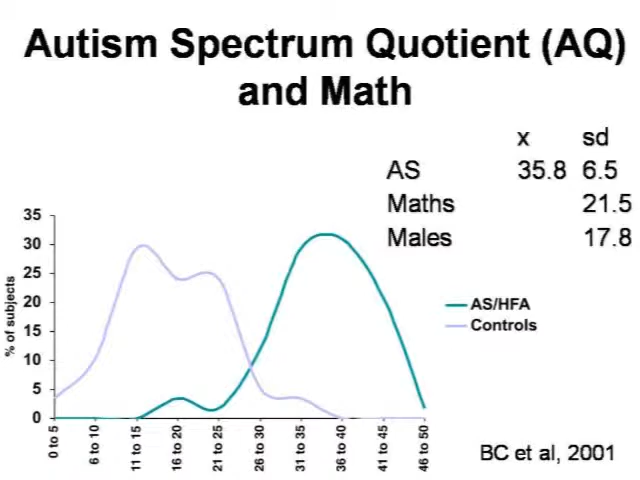 Autism Spectrum Quotient (AQ)
and Math
x sd
AS 35.8 6.5
Maths 21.5
Males 17.8
35
30
25
20
15
10
5
0
% of subjects
0 to 5
6 to 10
11 to 15
16 to 20
21 to 25
26 to 30
31 to 35
36 to 40
41 to 45
46 to 50
AS/HFA
Controls
BC et al, 2001